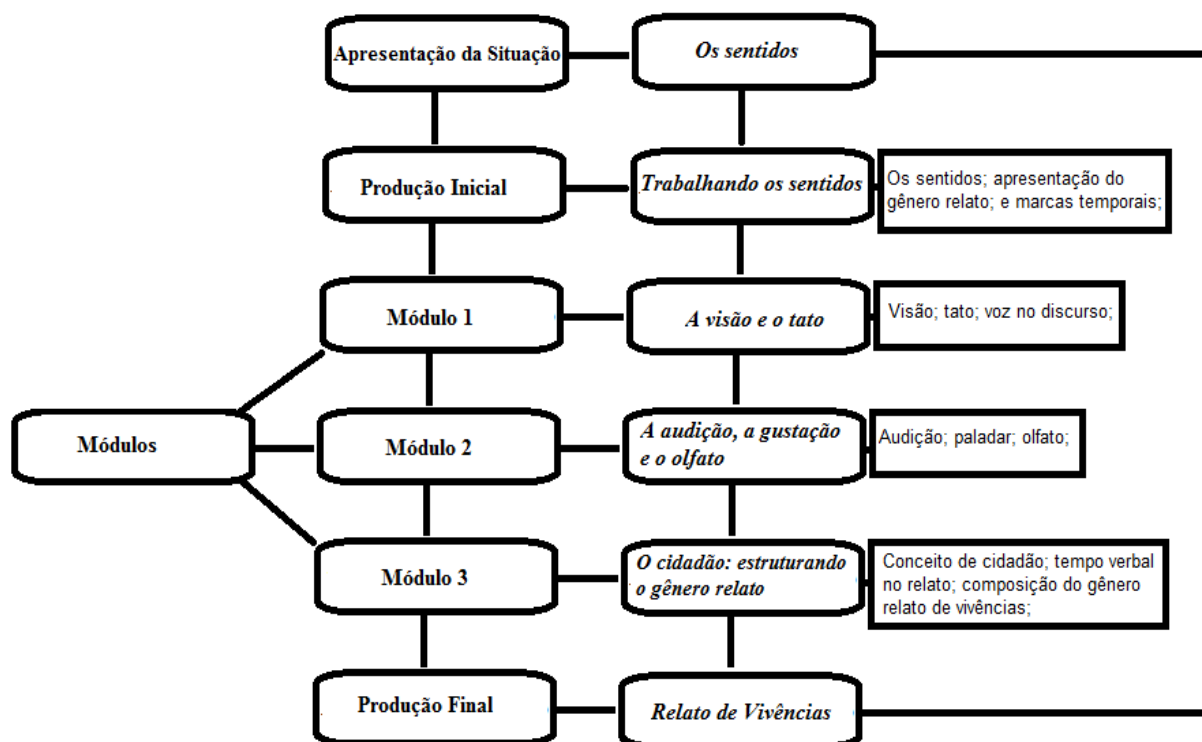 Apresentação da Situação
Os sentidos
Produção Inicial
Trabalhando os sentidos
Os sentidos; apresentação do
gênero relato; e marcas temporais;
Módulo 1
A visão e o tato
Visão; tato; voz no discurso;
Módulos
Módulo 2
A audição, a gustação
e o olfato
Audição; paladar; olfato;
Módulo 3
O cidadão: estruturando
o gênero relato
Conceito de cidadão; tempo verbal
no relato; composição do gênero
relato de vivências;
Produção Final
Relato de Vivências